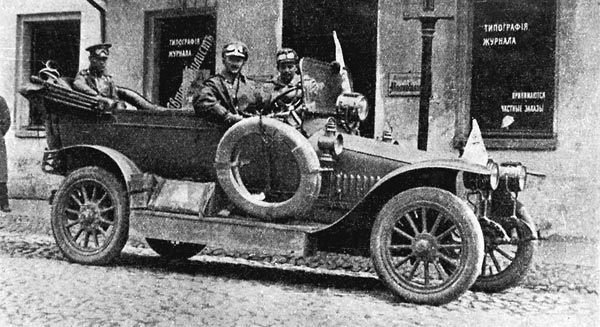 ТИПОГРАФІЯ
ЖУРНАЛА
ТИПОГРАФІЯ
ЖУРНАЛА
ПРИНИМАЮТСЯ
ЧАСТНЫЕ ЗАКАЗЫ